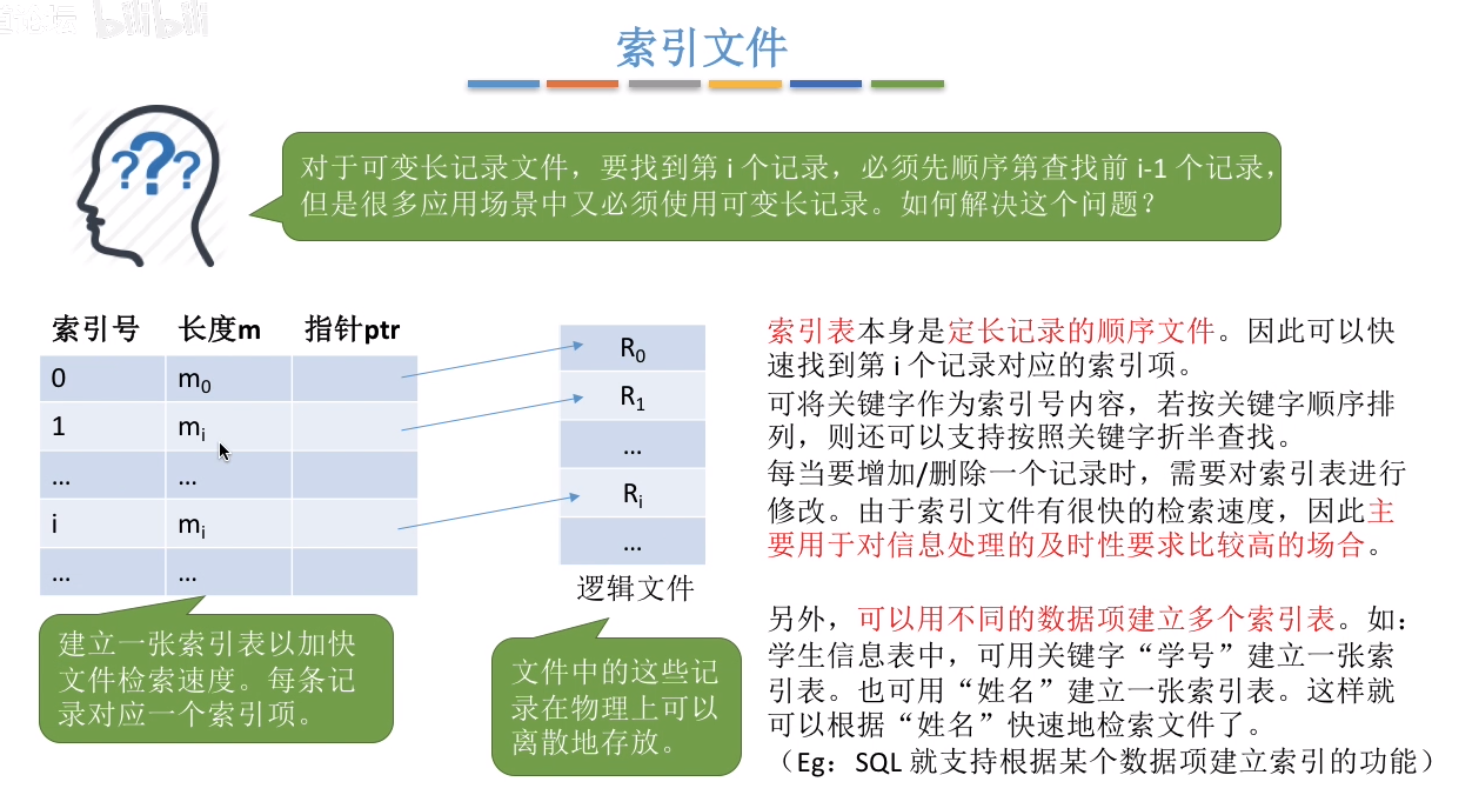 bilibili
索引文件
???
对于可变长记录文件，要找到第 i 个记录，必须先顺序第查找前 i-1 个记录，
但是很多应用场景中又必须使用可变长记录。如何解决这个问题？
索引号 长度m 指针ptr
0 m₀
1 mᵢ
... ...
i mᵢ
... ...
R₀
R₁
...
Rᵢ
...
逻辑文件
建立一张索引表以加快
文件检索速度。每条记
录对应一个索引项。
文件中的这些记
录在物理上可以
离散地存放。
索引表本身是定长记录的顺序文件。因此可以快
速找到第 i 个记录对应的索引项。
可将关键字作为索引号内容，若按关键字顺序排
列，则还可以支持按照关键字折半查找。
每当要增加/删除一个记录时，需要对索引表进行
修改。由于索引文件有很快的检索速度，因此主
要用于对信息处理的及时性要求比较高的场合。
另外，可以用不同的数据项建立多个索引表。如：
学生信息表中，可用关键字“学号”建立一张索
引表。也可用“姓名”建立一张索引表。这样就
可以根据“姓名”快速地检索文件了。
（Eg：SQL 就支持根据某个数据项建立索引的功能）